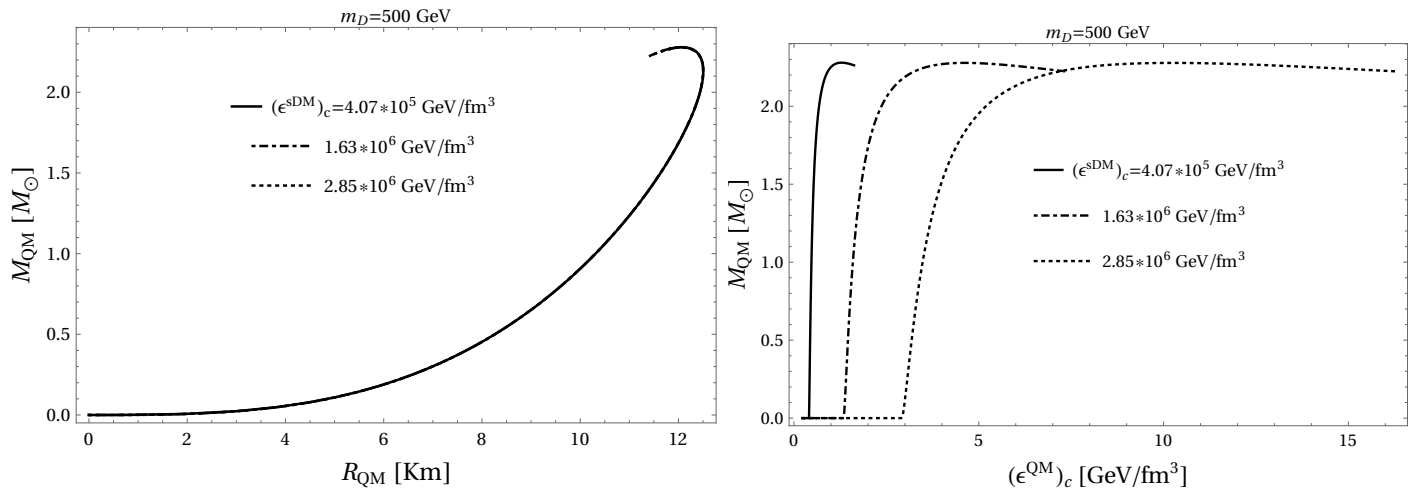 m_D=500 GeV
2.0
1.5
1.0
0.5
0.0
M_QM [M_⊙]
(ϵ^sDM)_c=4.07*10^5 GeV/fm^3
1.63*10^6 GeV/fm^3
2.85*10^6 GeV/fm^3
0 2 4 6 8 10 12
R_QM [Km]
m_D=500 GeV
2.0
1.5
1.0
0.5
0.0
M_QM [M_⊙]
(ϵ^sDM)_c=4.07*10^5 GeV/fm^3
1.63*10^6 GeV/fm^3
2.85*10^6 GeV/fm^3
0 5 10 15
(ϵ^QM)_c [GeV/fm^3]